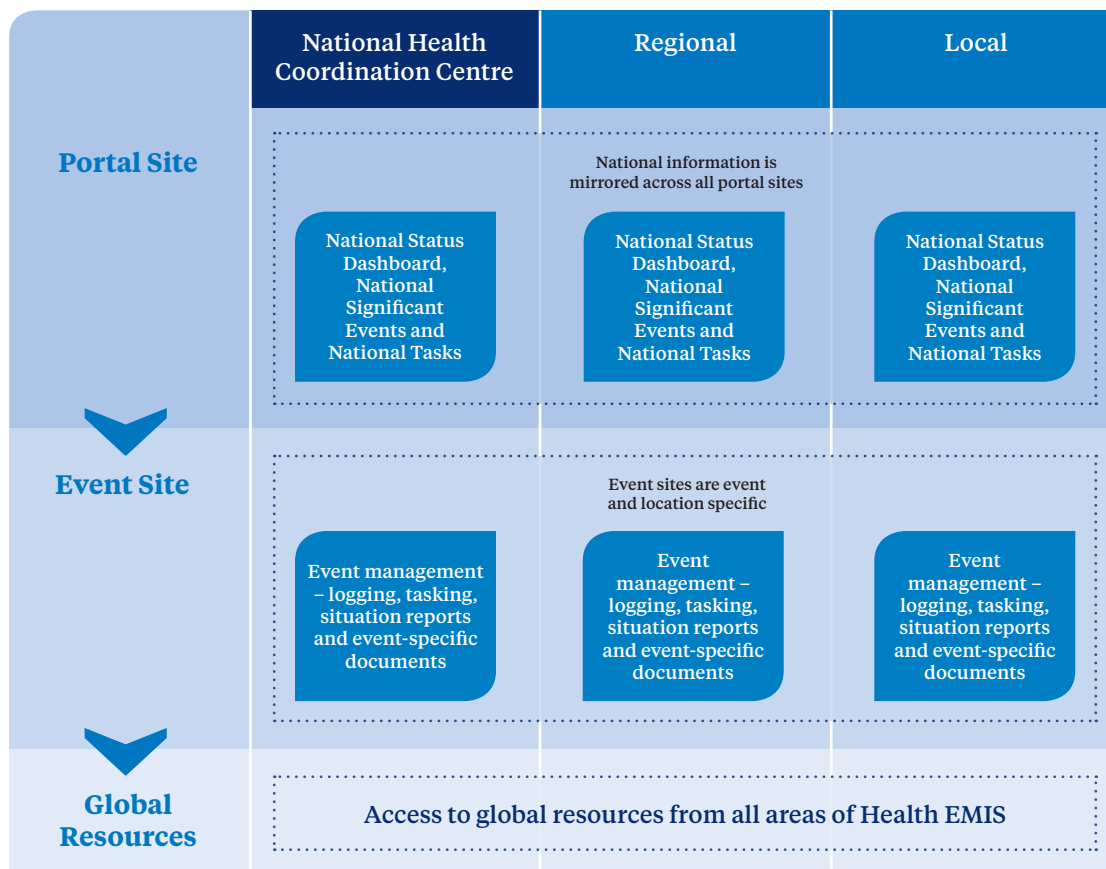 National Health
Coordination Centre
Regional
Local
Portal Site
National information is
mirrored across all portal sites
National Status
Dashboard,
National
Significant
Events and
National Tasks
National Status
Dashboard,
National
Significant
Events and
National Tasks
National Status
Dashboard,
National
Significant
Events and
National Tasks
Event Site
Event sites are event
and location specific
Event management
– logging, tasking,
situation reports
and event-specific
documents
Event
management –
logging, tasking,
situation reports
and event-specific
documents
Event
management –
logging, tasking,
situation reports
and event-specific
documents
Global
Resources
Access to global resources from all areas of Health EMIS